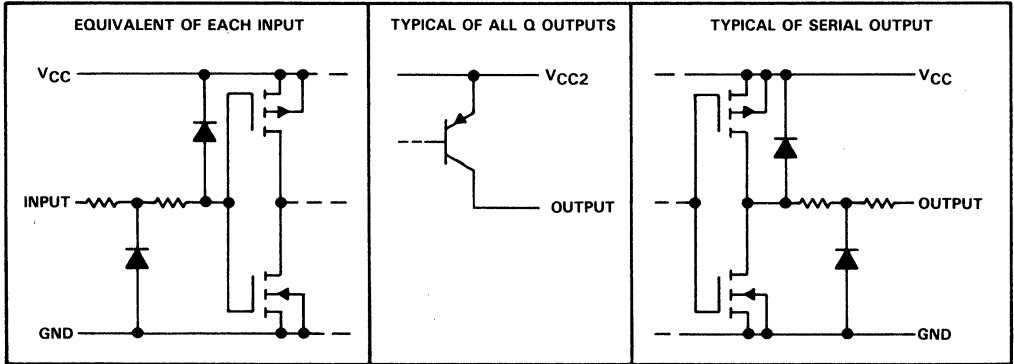 EQUIVALENT OF EACH INPUT
VCC
INPUT
GND
TYPICAL OF ALL Q OUTPUTS
VCC2
OUTPUT
TYPICAL OF SERIAL OUTPUT
VCC
OUTPUT
GND